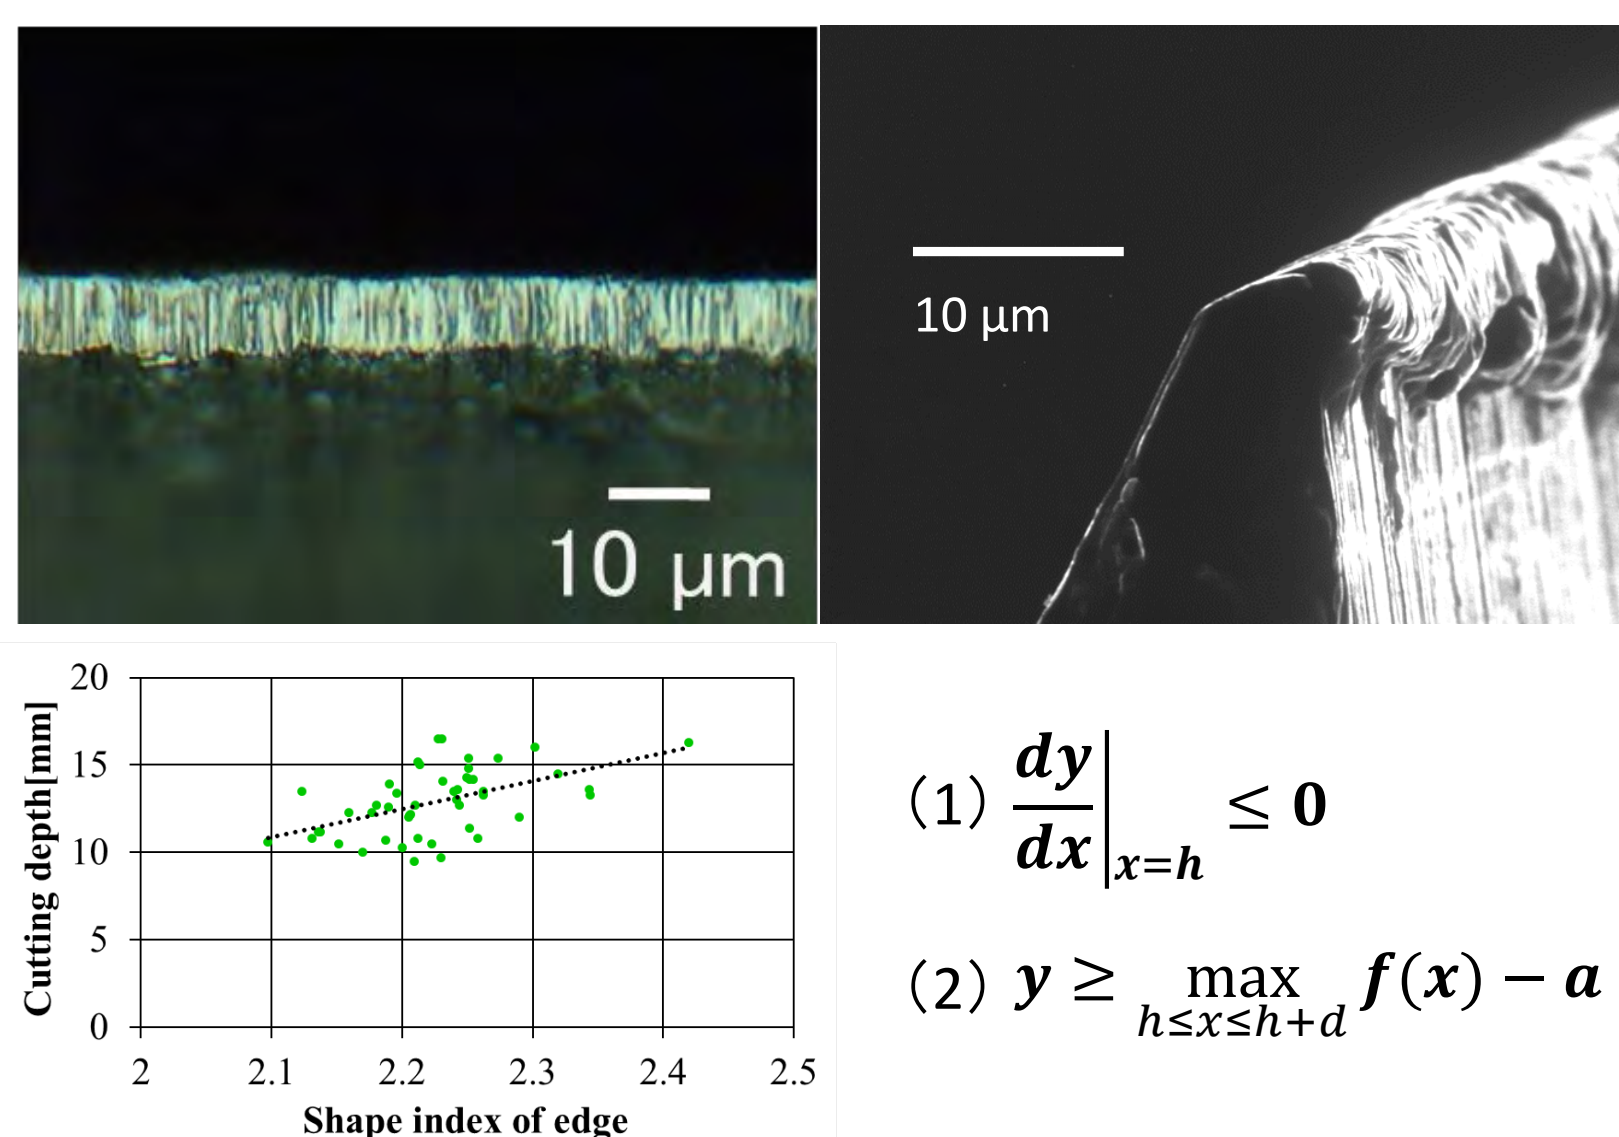 10 μm
10 μm
Cutting depth[mm]
20
15
10
5
0
2 2.1 2.2 2.3 2.4 2.5
Shape index of edge
(1) dy/dx|x=h ≤ 0
(2) y ≥ max h≤x≤h+d f(x) − a